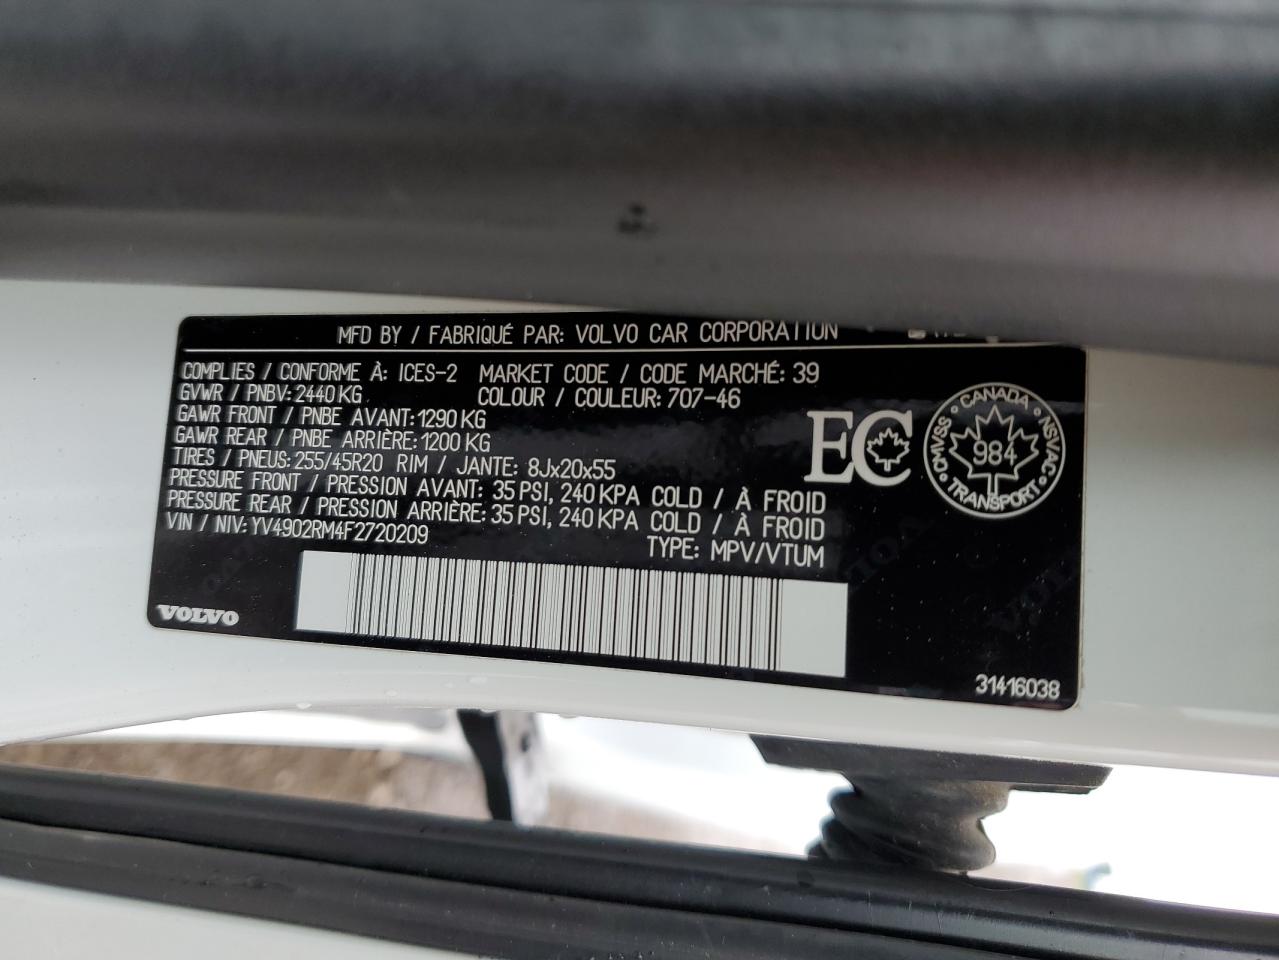 MFD BY / FABRIQUÉ PAR: VOLVO CAR CORPORATION
COMPLIES / CONFORME À: ICES-2 MARKET CODE / CODE MARCHÉ: 39
GVWR / PNBV: 2440 KG COLOUR / COULEUR: 707-46
GAWR FRONT / PNBE AVANT: 1290 KG
GAWR REAR / PNBE ARRIÈRE: 1200 KG
TIRES / PNEUS: 255/45R20 RIM / JANTE: 8Jx20x55
PRESSURE FRONT / PRESSION AVANT: 35 PSI, 240 KPA COLD / À FROID
PRESSURE REAR / PRESSION ARRIÈRE: 35 PSI, 240 KPA COLD / À FROID
VIN / NIV: YV4902RM4F2720209
TYPE: MPV/VTUM
EC
CANADA
CMVSS
984
NSVAC
TRANSPORT
VOLVO
31416038